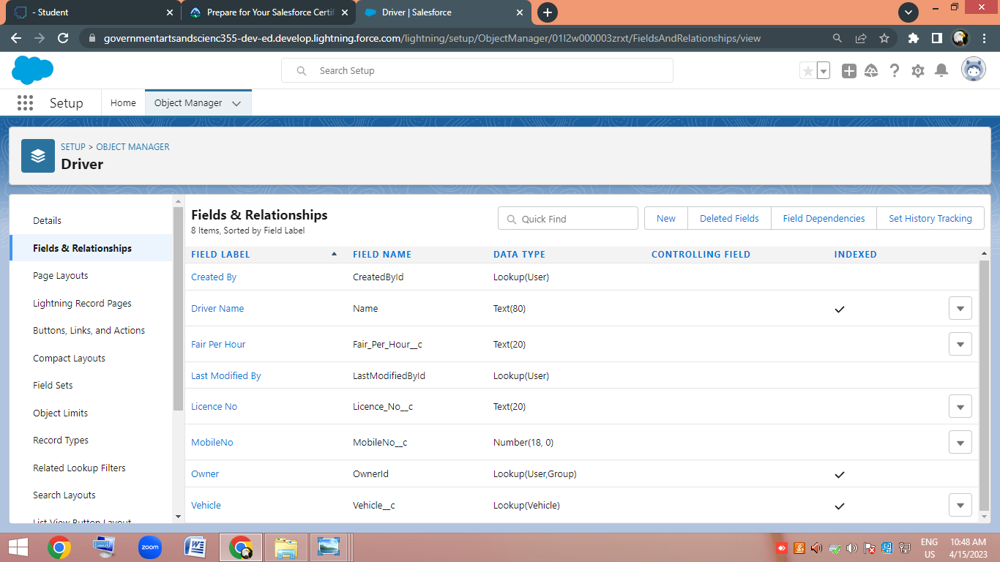 - Student
Prepare for Your Salesforce Certif
Driver | Salesforce
governmentartsandscienc355-dev-ed.develop.lightning.force.com/lightning/setup/ObjectManager/01I2w000003zrxt/FieldsAndRelationships/view
Search Setup
Setup
Home
Object Manager
SETUP > OBJECT MANAGER
Driver
Details
Fields & Relationships
Page Layouts
Lightning Record Pages
Buttons, Links, and Actions
Compact Layouts
Field Sets
Object Limits
Record Types
Related Lookup Filters
Search Layouts
List View Button Layout
Fields & Relationships
8 Items, Sorted by Field Label
Quick Find
New
Deleted Fields
Field Dependencies
Set History Tracking
FIELD LABEL FIELD NAME DATA TYPE CONTROLLING FIELD INDEXED
Created By CreatedById Lookup(User)
Driver Name Name Text(80)
Fair Per Hour Fair_Per_Hour__c Text(20)
Last Modified By LastModifiedById Lookup(User)
Licence No Licence_No__c Text(20)
MobileNo MobileNo__c Number(18, 0)
Owner OwnerId Lookup(User,Group)
Vehicle Vehicle__c Lookup(Vehicle)
zoom
ENG
US
10:48 AM
4/15/2023